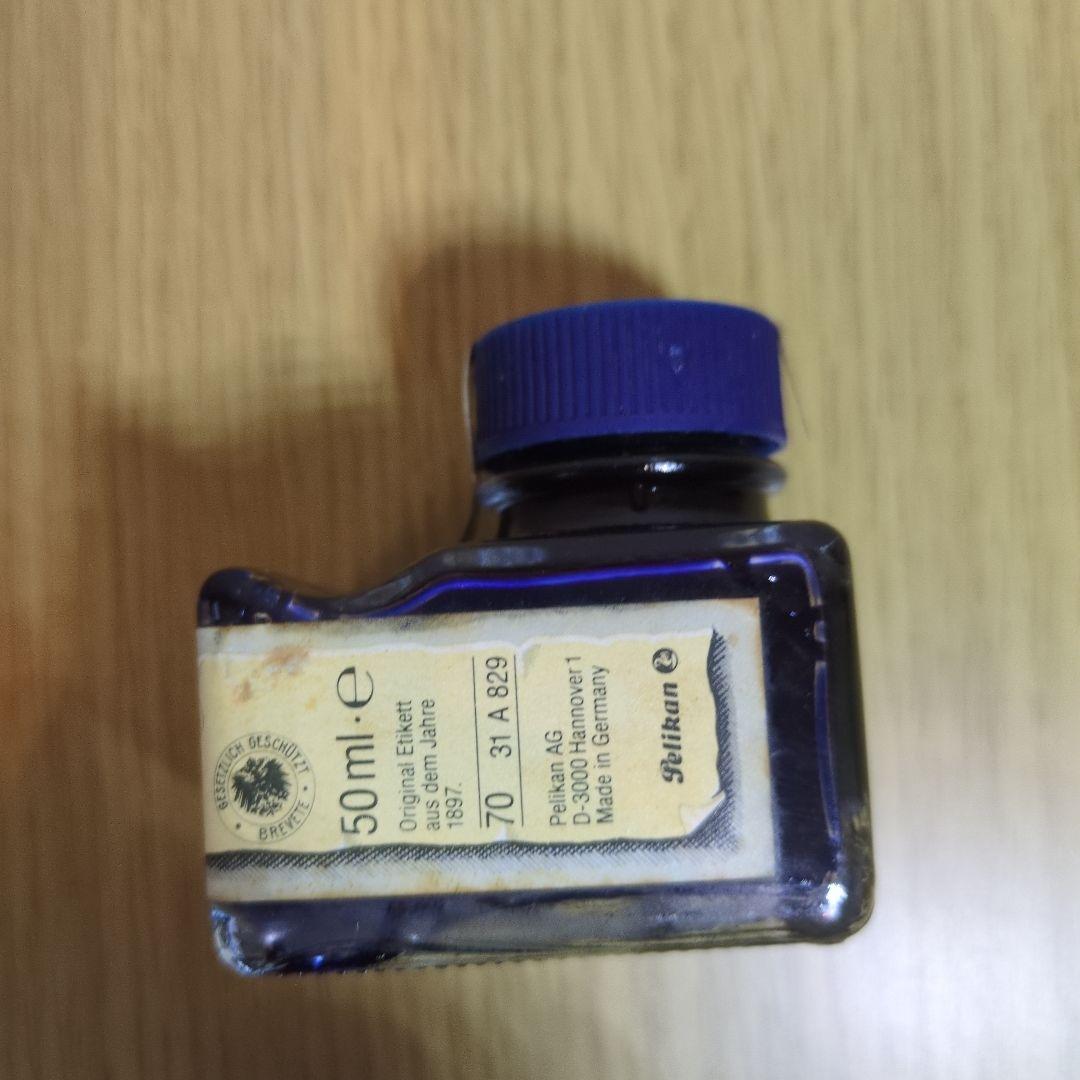 GESETZLICH GESCHÜTZT
• BREVETE •
50 ml · e
Original Etikett
aus dem Jahre
1897.
70 31 A 829
Pelikan AG
D-3000 Hannover 1
Made in Germany
Pelikan